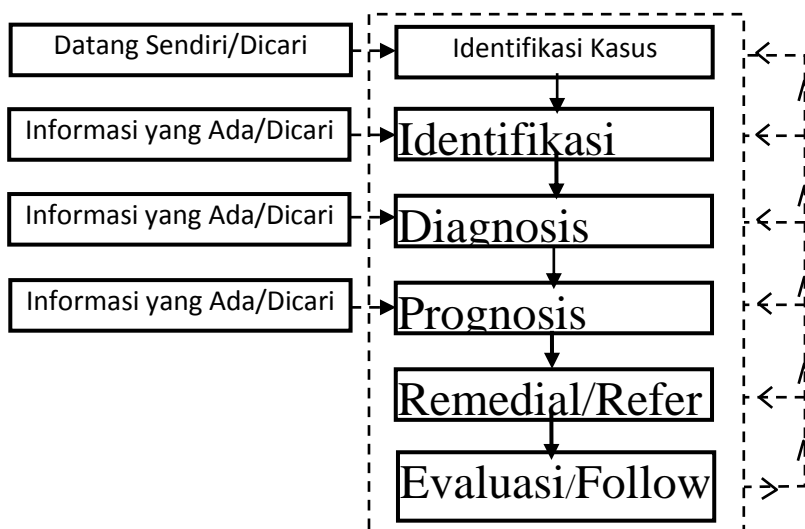 Datang Sendiri/Dicari
Identifikasi Kasus
Informasi yang Ada/Dicari
Identifikasi
Informasi yang Ada/Dicari
Diagnosis
Informasi yang Ada/Dicari
Prognosis
Remedial/Refer
Evaluasi/Follow